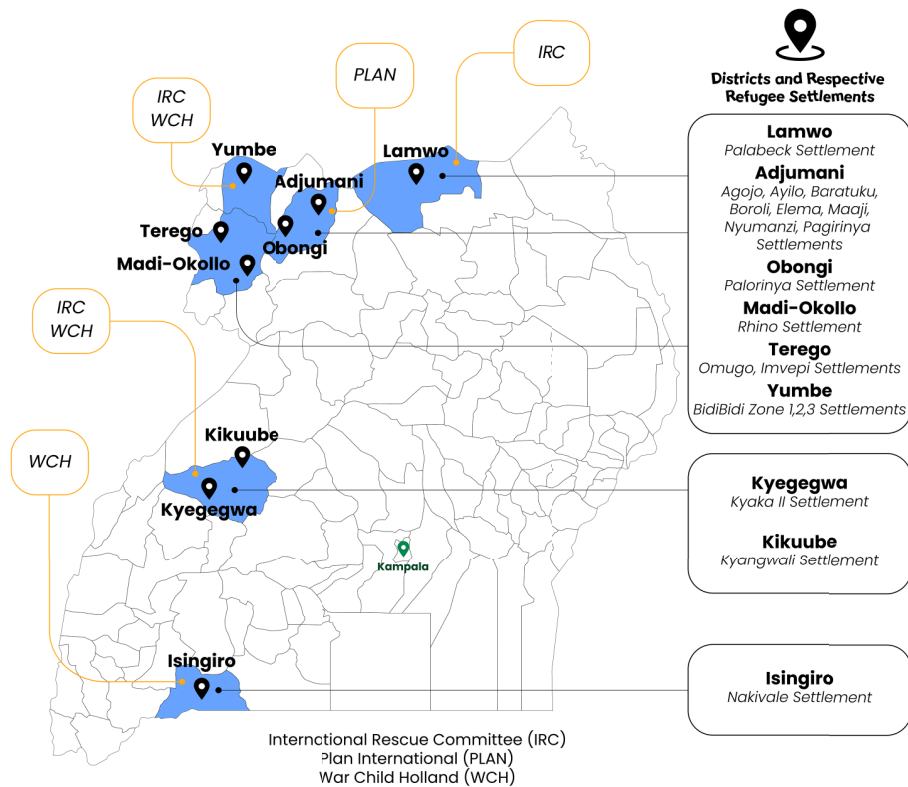 IRC
PLAN
IRC
WCH
Yumbe
Lamwo
Adjumani
Terego
Obongi
Madi-Okollo
IRC
WCH
Kikuube
WCH
Kyegegwa
Kampala
Isingiro
International Rescue Committee (IRC)
Plan International (PLAN)
War Child Holland (WCH)
Districts and Respective
Refugee Settlements
Lamwo
Palabeck Settlement
Adjumani
Agojo, Ayilo, Baratuku,
Boroli, Elema, Maaji,
Nyumanzi, Pagirinya
Settlements
Obongi
Palorinya Settlement
Madi-Okollo
Rhino Settlement
Terego
Omugo, Imvepi Settlements
Yumbe
BidiBidi Zone 1,2,3 Settlements
Kyegegwa
Kyaka II Settlement
Kikuube
Kyangwali Settlement
Isingiro
Nakivale Settlement